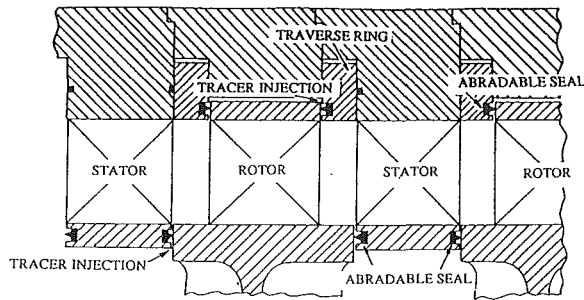 TRAVERSE RING
TRACER INJECTION
ABRADABLE SEAL
STATOR
ROTOR
STATOR
ROTOR
TRACER INJECTION
ABRADABLE SEAL